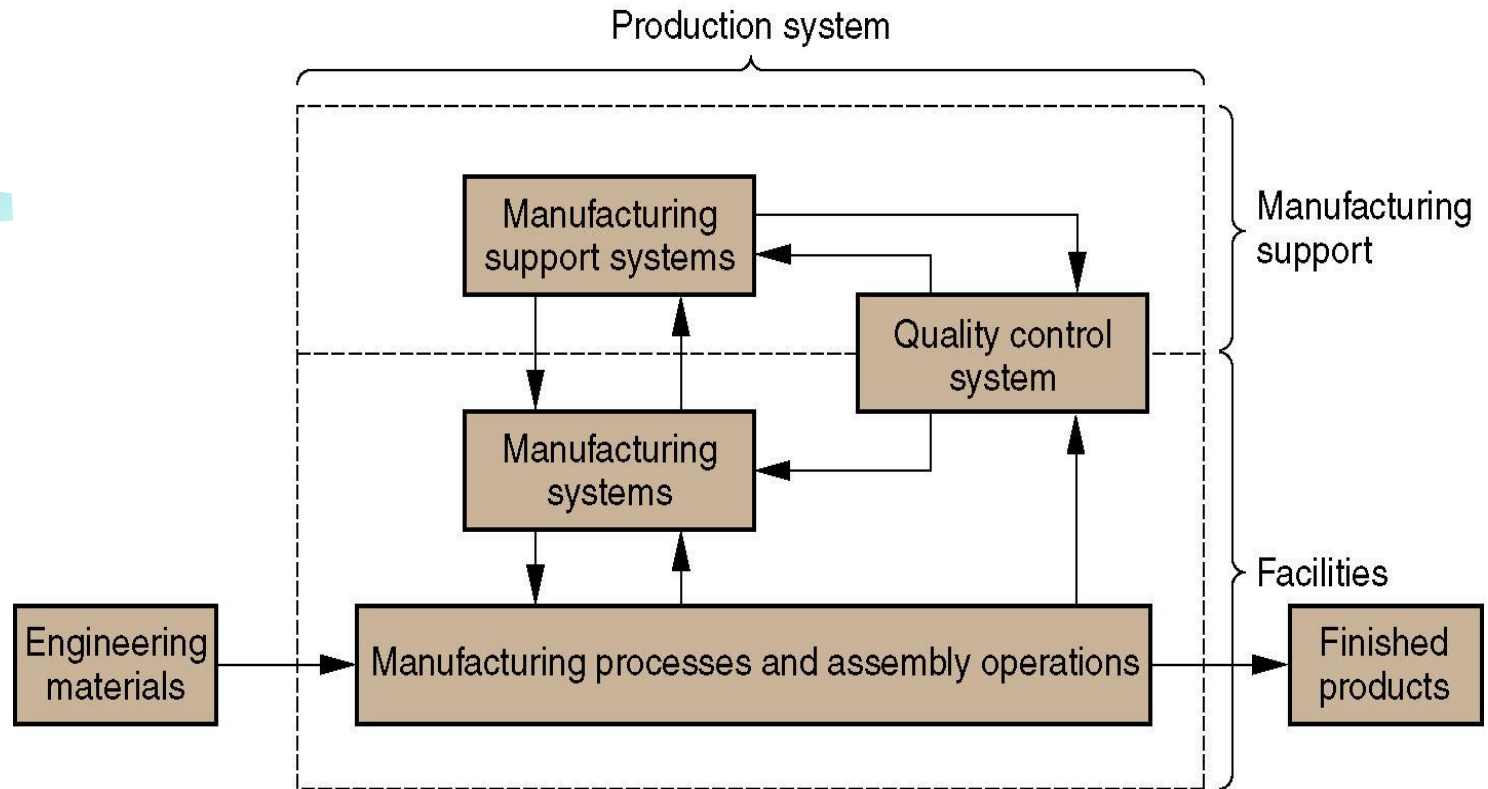 Production system
Manufacturing
support systems
Manufacturing
support
Quality control
system
Manufacturing
systems
Facilities
Engineering
materials
Manufacturing processes and assembly operations
Finished
products